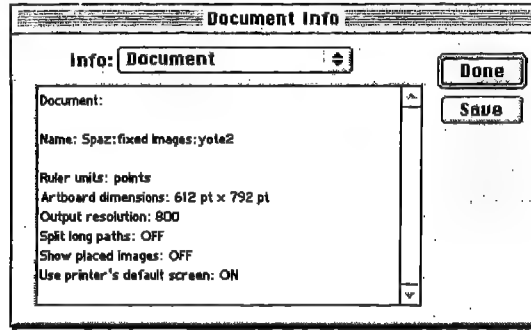 Document Info
Info: Document
Done
Save
Document:
Name: Spaz:fixed images:yote2
Ruler units: points
Artboard dimensions: 612 pt x 792 pt
Output resolution: 800
Split long paths: OFF
Show placed images: OFF
Use printer's default screen: ON